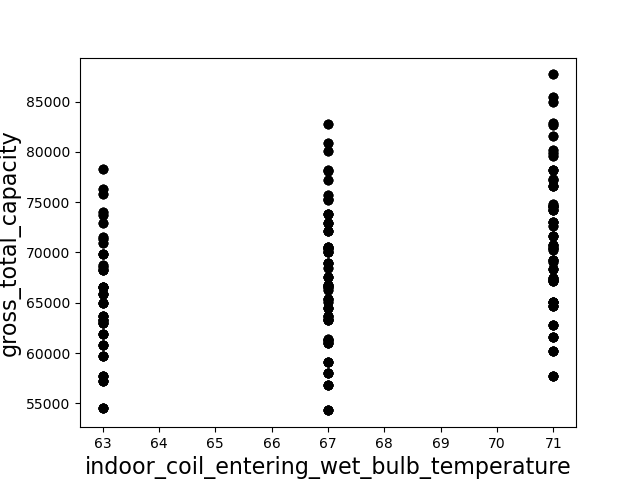 gross_total_capacity
85000
80000
75000
70000
65000
60000
55000
63 64 65 66 67 68 69 70 71
indoor_coil_entering_wet_bulb_temperature